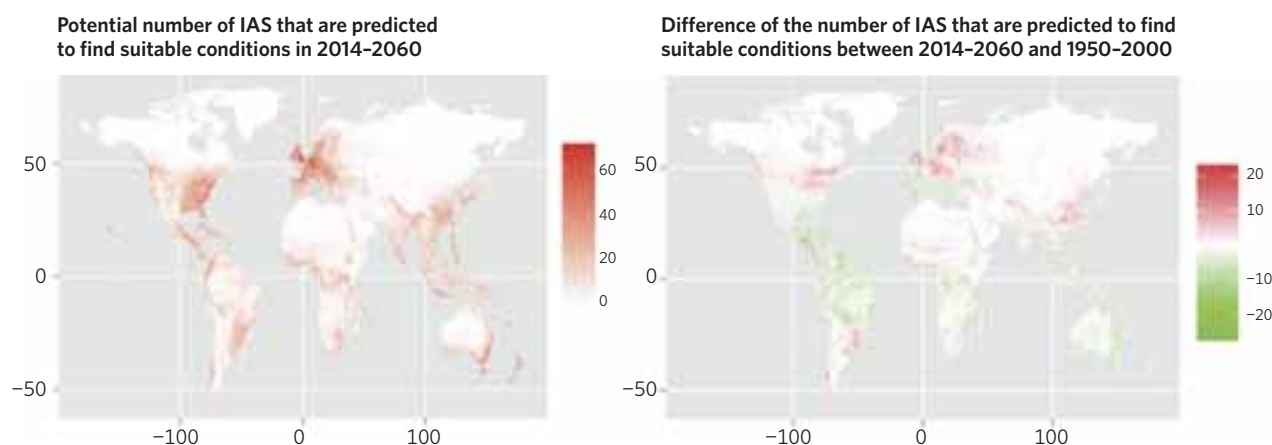 Potential number of IAS that are predicted
to find suitable conditions in 2014–2060
Difference of the number of IAS that are predicted to find
suitable conditions between 2014–2060 and 1950–2000
50
0
−50
−100 0 100
60
40
20
0
50
0
−50
−100 0 100
20
10
−10
−20